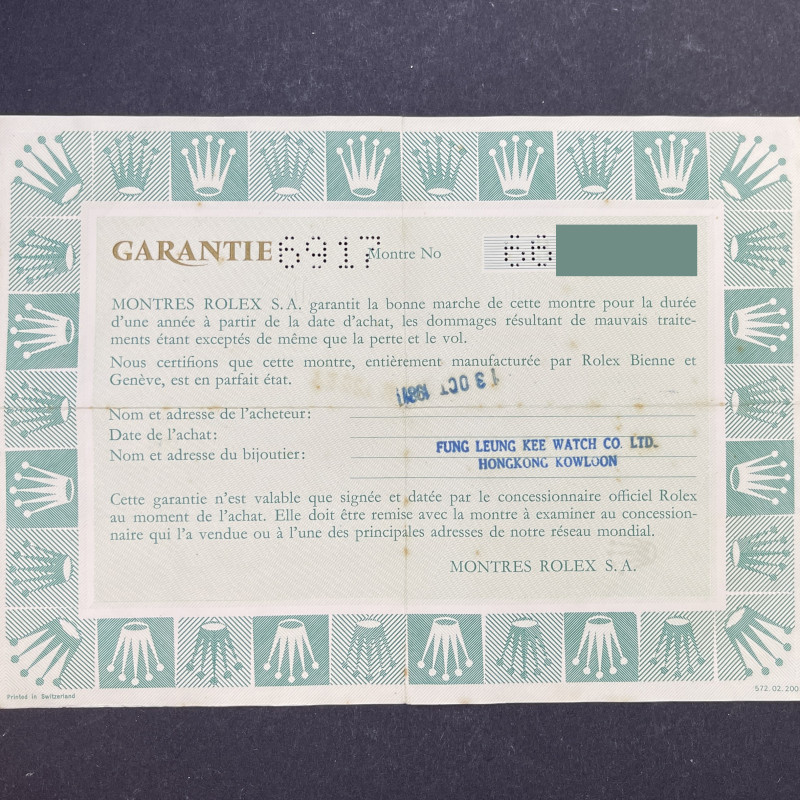 GARANTIE 6917 Montre No 66
MONTRES ROLEX S.A. garantit la bonne marche de cette montre pour la durée
d'une année à partir de la date d'achat, les dommages résultant de mauvais traite-
ments étant exceptés de même que la perte et le vol.
Nous certifions que cette montre, entièrement manufacturée par Rolex Bienne et
Genève, est en parfait état.
13 OCT
Nom et adresse de l'acheteur:
Date de l'achat:
Nom et adresse du bijoutier:
FUNG LEUNG KEE WATCH CO. LTD.
HONGKONG KOWLOON
Cette garantie n'est valable que signée et datée par le concessionnaire officiel Rolex
au moment de l'achat. Elle doit être remise avec la montre à examiner au concession-
naire qui l'a vendue ou à l'une des principales adresses de notre réseau mondial.
MONTRES ROLEX S.A.
Printed in Switzerland
572.02.200